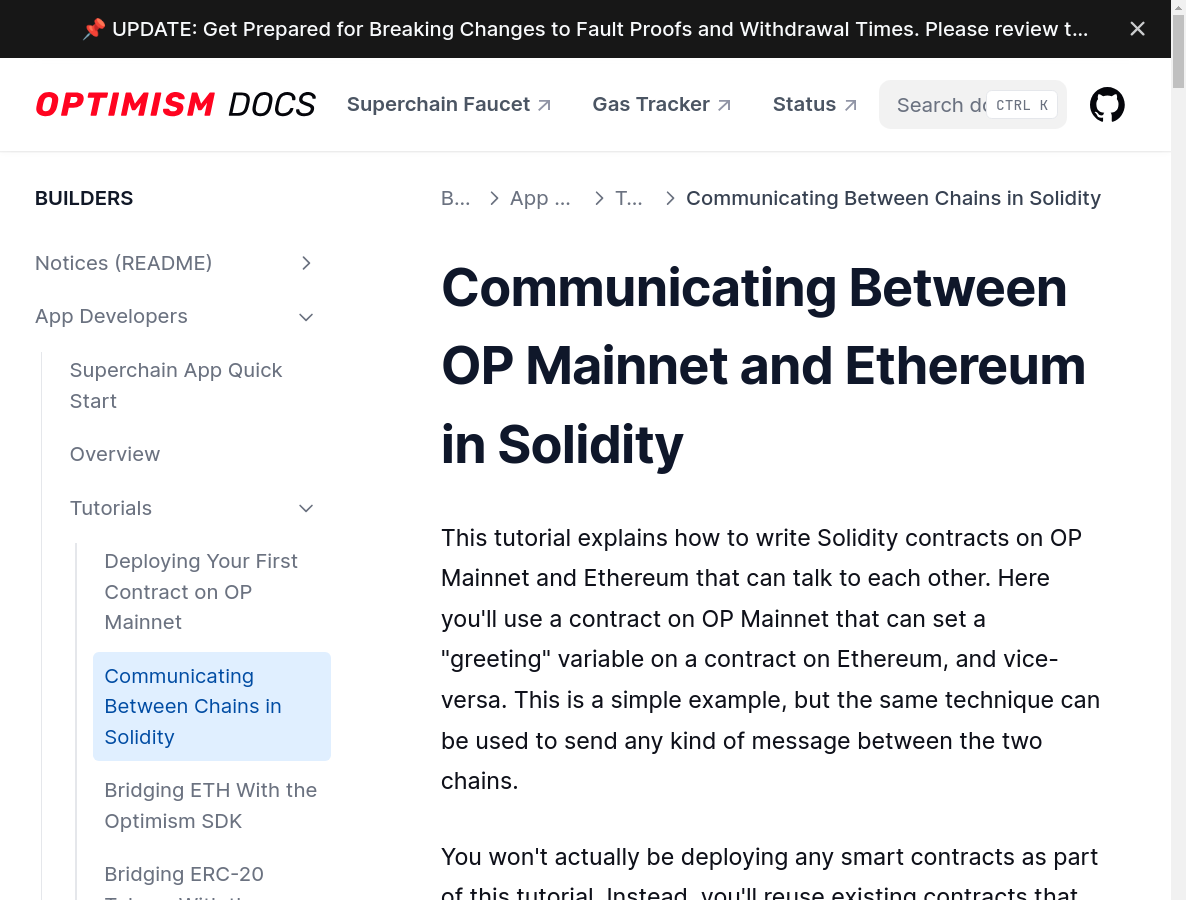 📌 UPDATE: Get Prepared for Breaking Changes to Fault Proofs and Withdrawal Times. Please review t...
OPTIMISM DOCS
Superchain Faucet
Gas Tracker
Status
Search do
CTRL K
BUILDERS
Notices (README)
App Developers
Superchain App Quick
Start
Overview
Tutorials
Deploying Your First
Contract on OP
Mainnet
Communicating
Between Chains in
Solidity
Bridging ETH With the
Optimism SDK
Bridging ERC-20
B...
App ...
T...
Communicating Between Chains in Solidity
Communicating Between
OP Mainnet and Ethereum
in Solidity
This tutorial explains how to write Solidity contracts on OP
Mainnet and Ethereum that can talk to each other. Here
you'll use a contract on OP Mainnet that can set a
"greeting" variable on a contract on Ethereum, and vice-
versa. This is a simple example, but the same technique can
be used to send any kind of message between the two
chains.
You won't actually be deploying any smart contracts as part
of this tutorial. Instead, you'll reuse existing contracts that